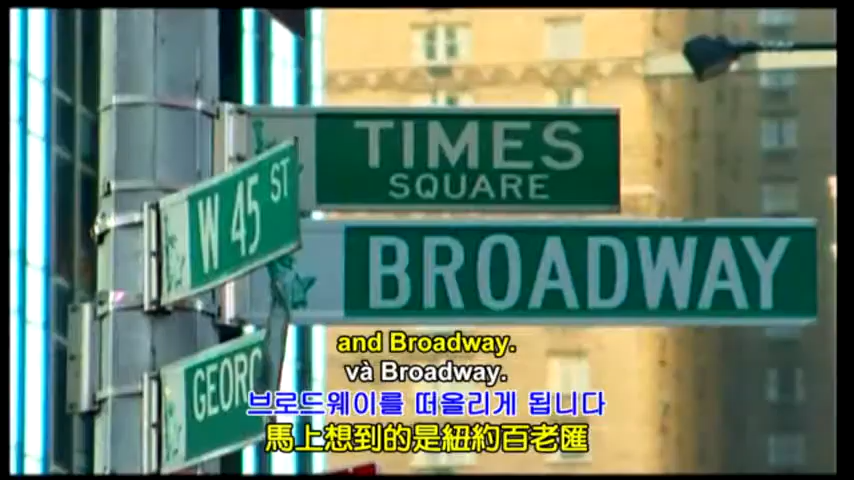 TIMES
SQUARE
W 45 ST
BROADWAY
GEORG
and Broadway.
và Broadway.
브로드웨이를 떠올리게 됩니다
馬上想到的是紐約百老匯